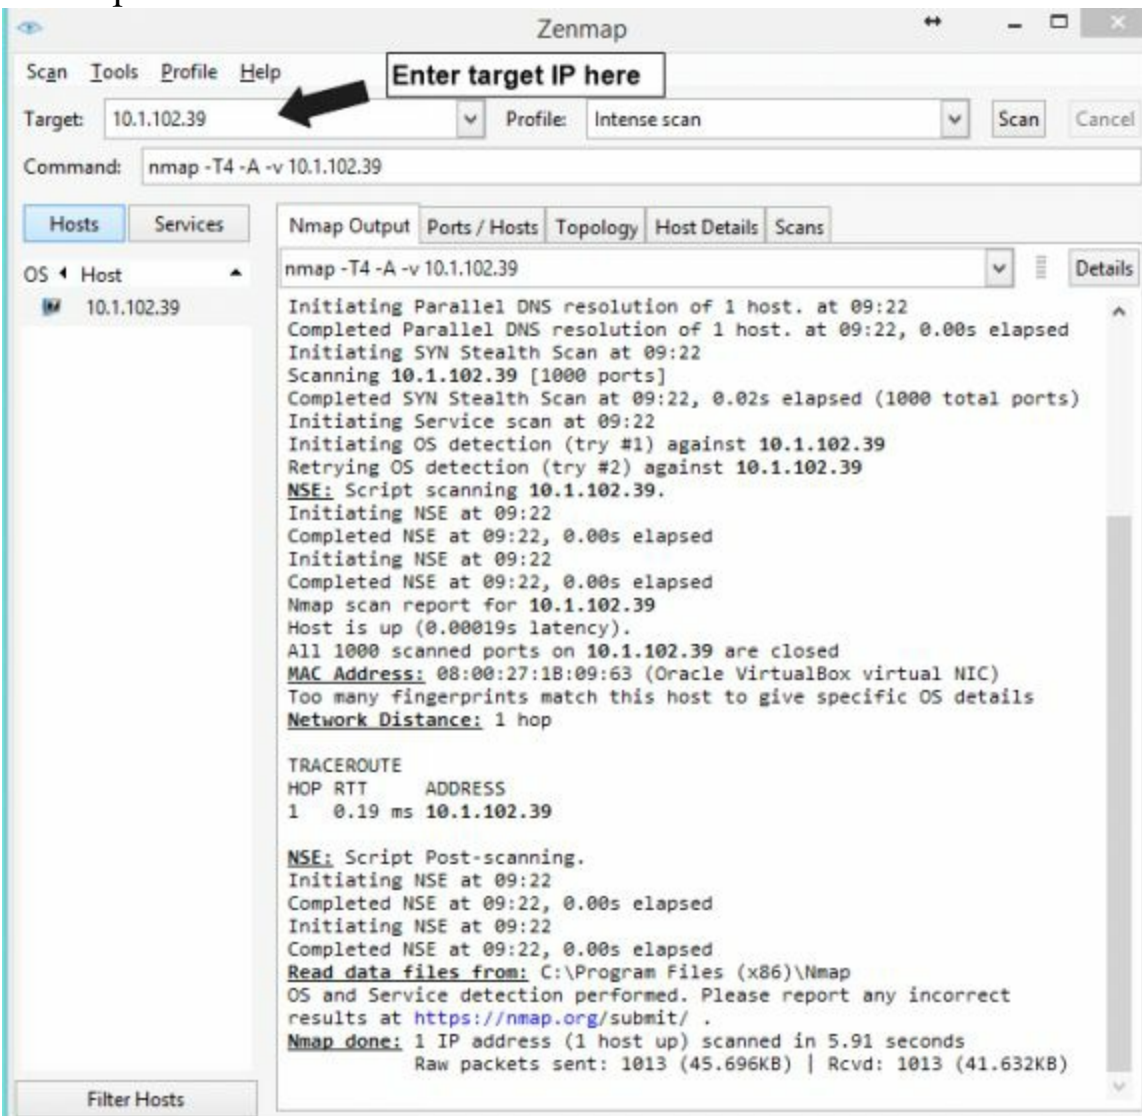 Zenmap
Scan Tools Profile Help
Enter target IP here
Target: 10.1.102.39 Profile: Intense scan Scan Cancel
Command: nmap -T4 -A -v 10.1.102.39
Hosts Services Nmap Output Ports / Hosts Topology Host Details Scans
OS Host nmap -T4 -A -v 10.1.102.39 Details
10.1.102.39
Initiating Parallel DNS resolution of 1 host. at 09:22
Completed Parallel DNS resolution of 1 host. at 09:22, 0.00s elapsed
Initiating SYN Stealth Scan at 09:22
Scanning 10.1.102.39 [1000 ports]
Completed SYN Stealth Scan at 09:22, 0.02s elapsed (1000 total ports)
Initiating Service scan at 09:22
Initiating OS detection (try #1) against 10.1.102.39
Retrying OS detection (try #2) against 10.1.102.39
NSE: Script scanning 10.1.102.39.
Initiating NSE at 09:22
Completed NSE at 09:22, 0.00s elapsed
Initiating NSE at 09:22
Completed NSE at 09:22, 0.00s elapsed
Nmap scan report for 10.1.102.39
Host is up (0.00019s latency).
All 1000 scanned ports on 10.1.102.39 are closed
MAC Address: 08:00:27:1B:09:63 (Oracle VirtualBox virtual NIC)
Too many fingerprints match this host to give specific OS details
Network Distance: 1 hop
TRACEROUTE
HOP RTT ADDRESS
1 0.19 ms 10.1.102.39
NSE: Script Post-scanning.
Initiating NSE at 09:22
Completed NSE at 09:22, 0.00s elapsed
Initiating NSE at 09:22
Completed NSE at 09:22, 0.00s elapsed
Read data files from: C:\Program Files (x86)\Nmap
OS and Service detection performed. Please report any incorrect
results at https://nmap.org/submit/ .
Nmap done: 1 IP address (1 host up) scanned in 5.91 seconds
Raw packets sent: 1013 (45.696KB) | Rcvd: 1013 (41.632KB)
Filter Hosts